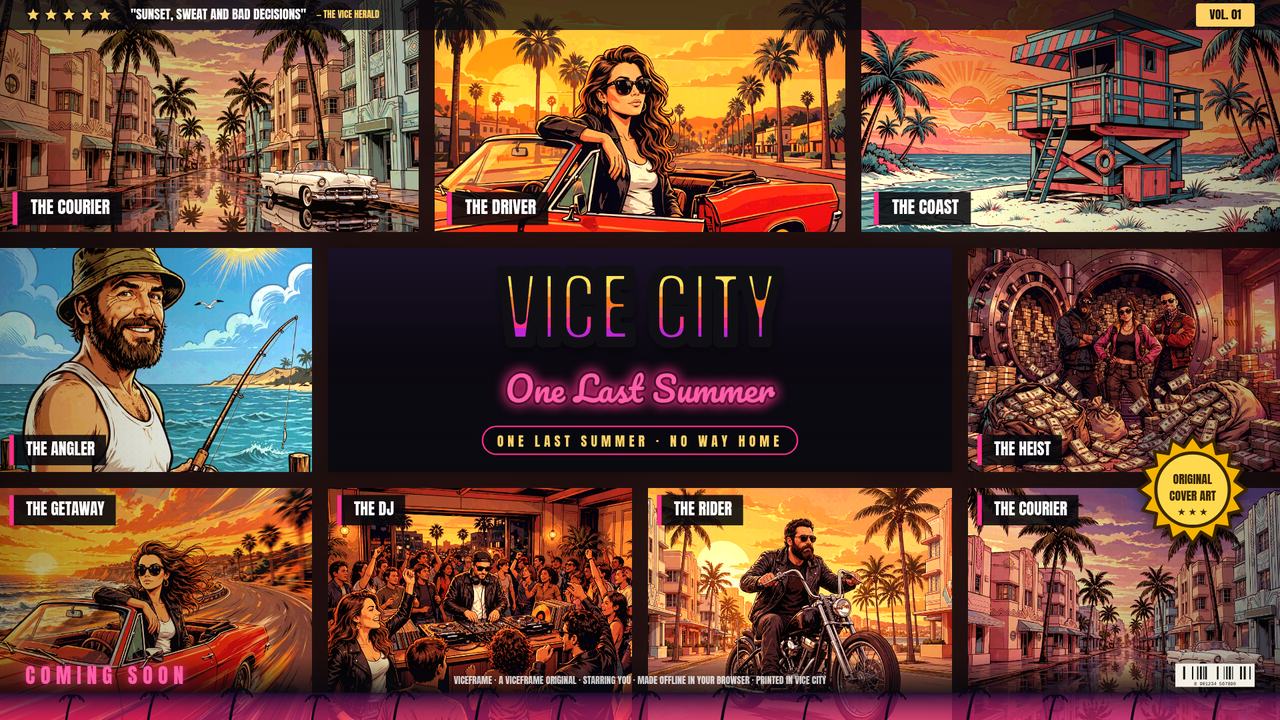 "SUNSET, SWEAT AND BAD DECISIONS" – THE VICE HERALD
VOL. 01
THE COURIER
THE DRIVER
THE COAST
THE ANGLER
VICE CITY
One Last Summer
ONE LAST SUMMER · NO WAY HOME
THE HEIST
ORIGINAL
COVER ART
THE GETAWAY
THE DJ
THE RIDER
THE COURIER
COMING SOON
VICEFRAME · A VICEFRAME ORIGINAL · STARRING YOU · MADE OFFLINE IN YOUR BROWSER · PRINTED IN VICE CITY